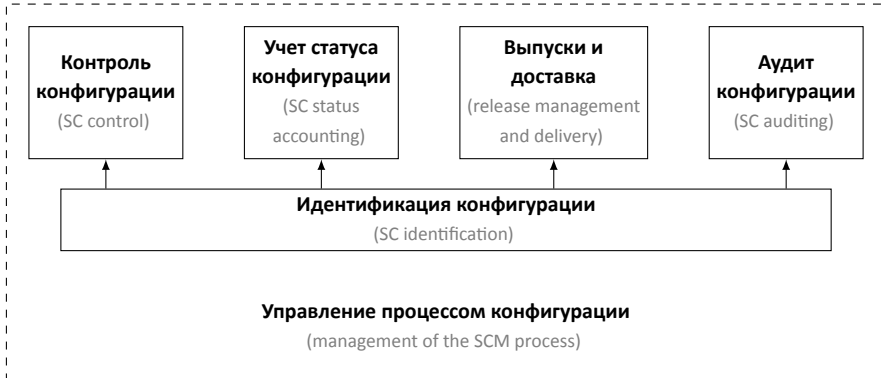 Контроль
конфигурации
(SC control)
Учет статуса
конфигурации
(SC status
accounting)
Выпуски и
доставка
(release management
and delivery)
Аудит
конфигурации
(SC auditing)
Идентификация конфигурации
(SC identification)
Управление процессом конфигурации
(management of the SCM process)